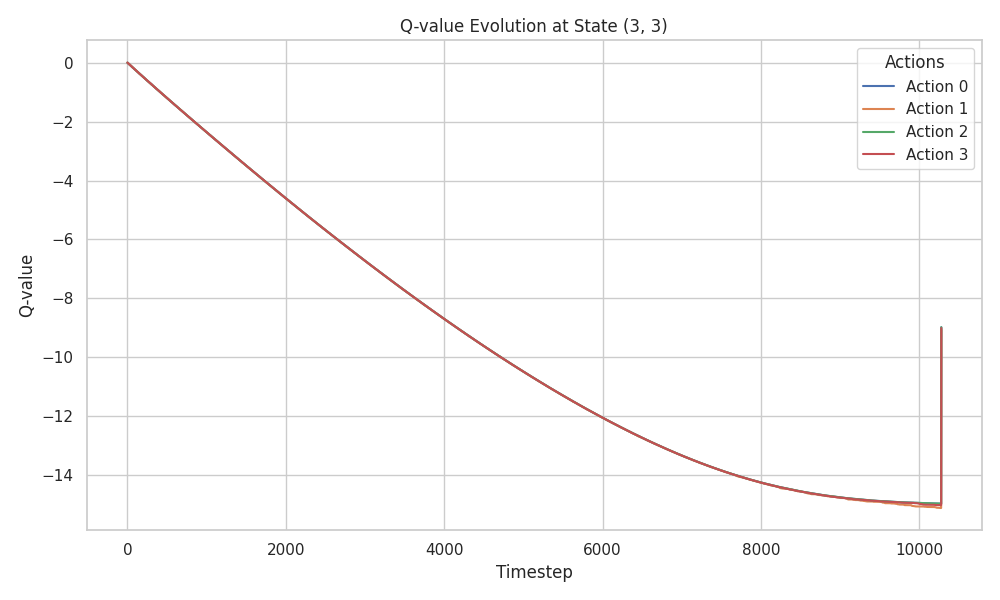 Q-value Evolution at State (3, 3)
Actions
Action 0
Action 1
Action 2
Action 3
Q-value
0
−2
−4
−6
−8
−10
−12
−14
0 2000 4000 6000 8000 10000
Timestep